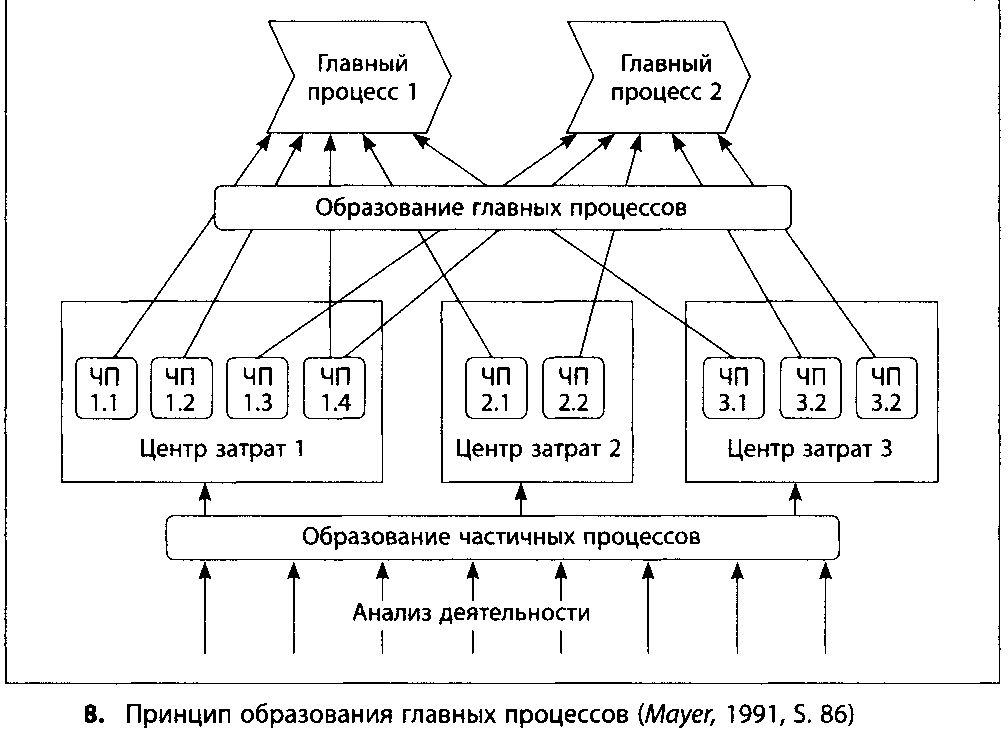 Главный
процесс 1
Главный
процесс 2
Образование главных процессов
ЧП
1.1
ЧП
1.2
ЧП
1.3
ЧП
1.4
Центр затрат 1
ЧП
2.1
ЧП
2.2
Центр затрат 2
ЧП
3.1
ЧП
3.2
ЧП
3.2
Центр затрат 3
Образование частичных процессов
Анализ деятельности
В. Принцип образования главных процессов (Mayer, 1991, S. 86)